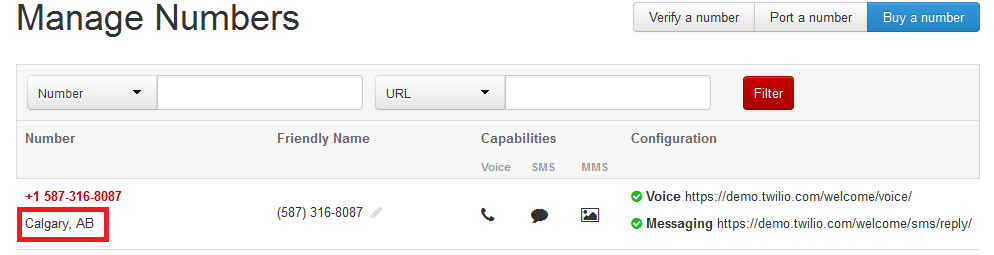 Manage Numbers
Verify a number Port a number Buy a number
Number URL Filter
Number Friendly Name Capabilities Configuration
Voice SMS MMS
+1 587-316-8087
Calgary, AB
(587) 316-8087
Voice https://demo.twilio.com/welcome/voice/
Messaging https://demo.twilio.com/welcome/sms/reply/